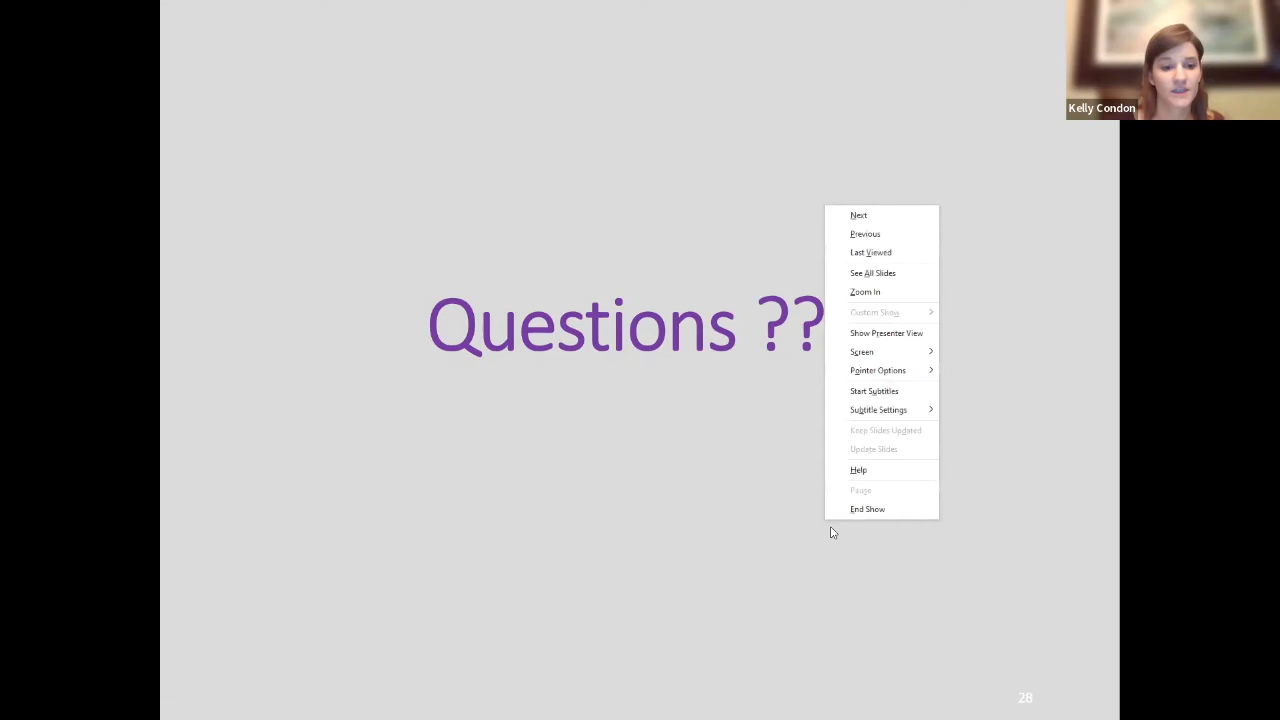 Kelly Condon
Questions ??
Next
Previous
Last Viewed
See All Slides
Zoom In
Custom Show
Show Presenter View
Screen
Pointer Options
Start Subtitles
Subtitle Settings
Keep Slides Updated
Update Slides
Help
Pause
End Show
28